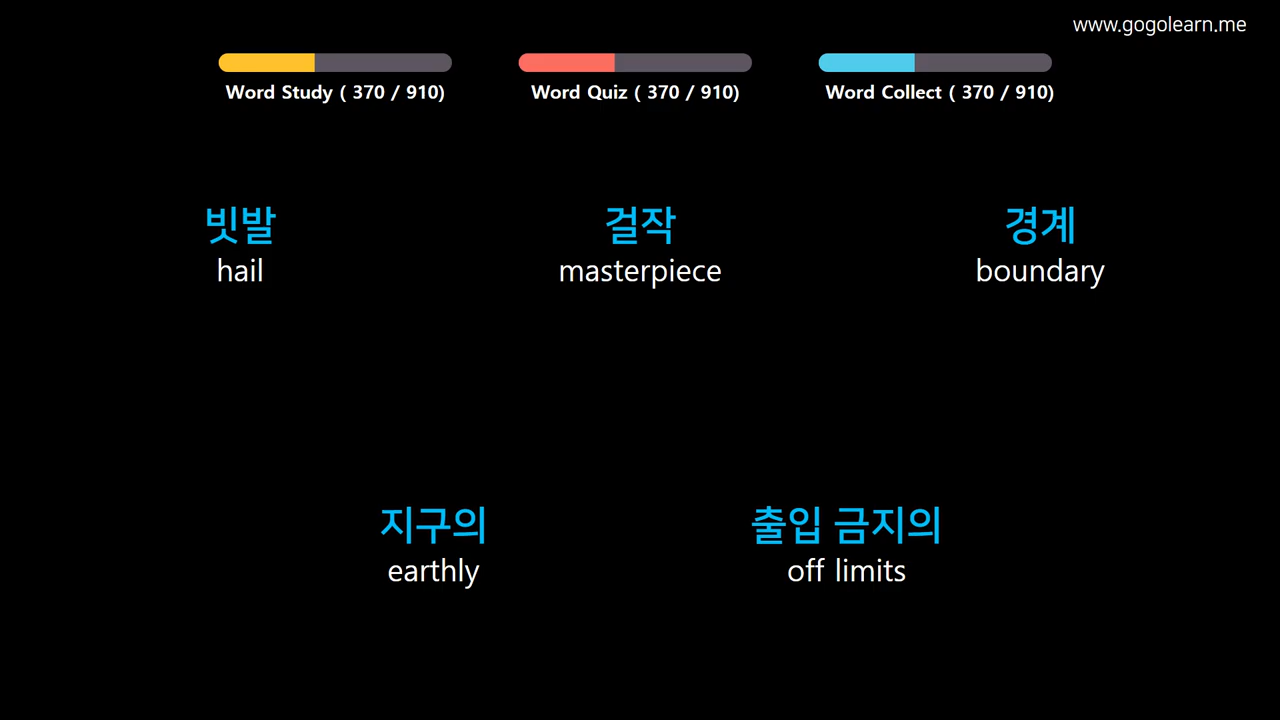 www.gogolearn.me
Word Study ( 370 / 910)
Word Quiz ( 370 / 910)
Word Collect ( 370 / 910)
빗발
hail
걸작
masterpiece
경계
boundary
지구의
earthly
출입 금지의
off limits